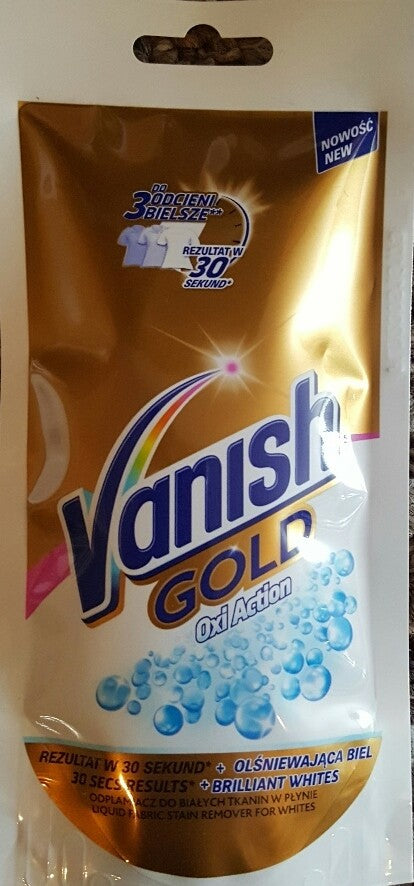 NOWOŚĆ
NEW
DO
3 ODCIENI
BIELSZE**
REZULTAT W
30
SEKUND*
Vanish
GOLD
Oxi Action
REZULTAT W 30 SEKUND* + OLŚNIEWAJĄCA BIEL
30 SECS RESULTS* + BRILLIANT WHITES
ODPLAMIACZ DO BIAŁYCH TKANIN W PŁYNIE
LIQUID FABRIC STAIN REMOVER FOR WHITES